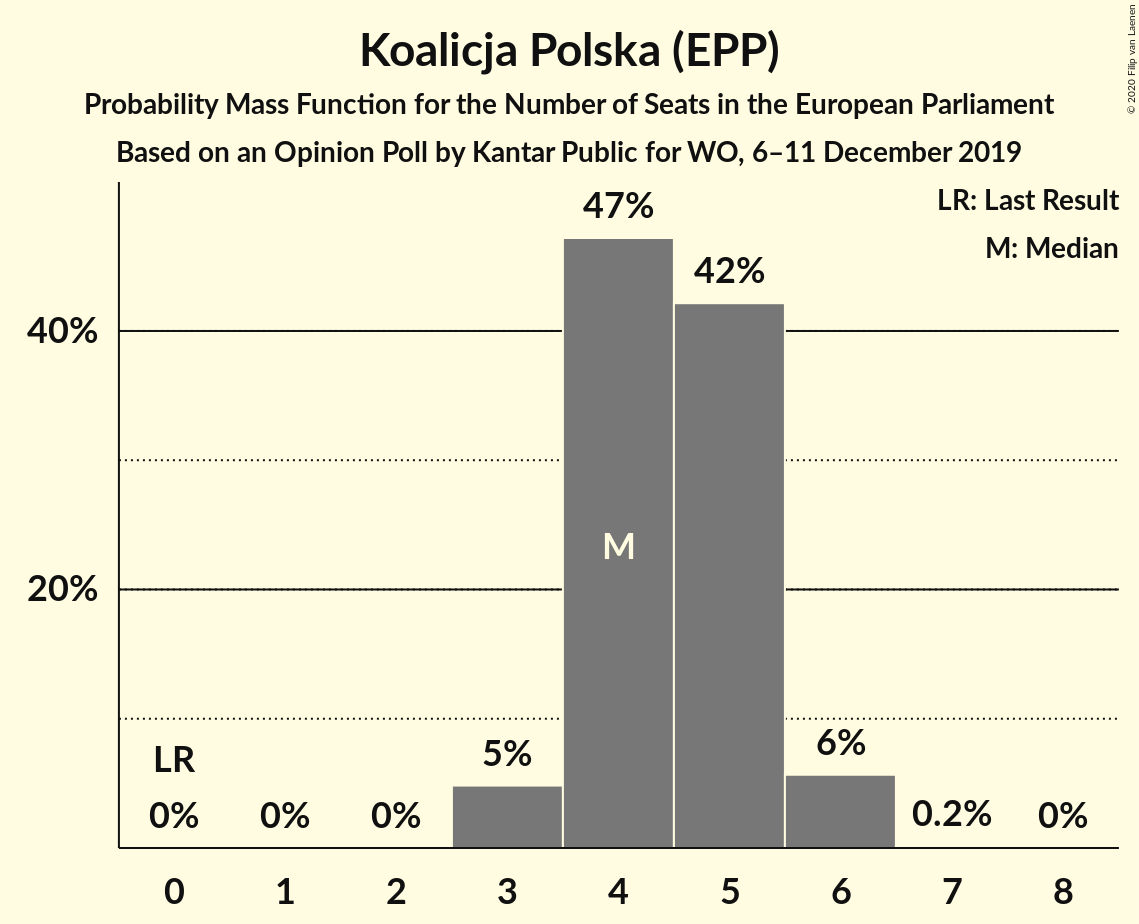 Koalicja Polska (EPP)
Probability Mass Function for the Number of Seats in the European Parliament
Based on an Opinion Poll by Kantar Public for WO, 6–11 December 2019
© 2020 Filip van Laenen
LR: Last Result
M: Median
47%
42%
40%
M
20%
LR
5%
6%
0%
0%
0%
0.2%
0%
0 1 2 3 4 5 6 7 8